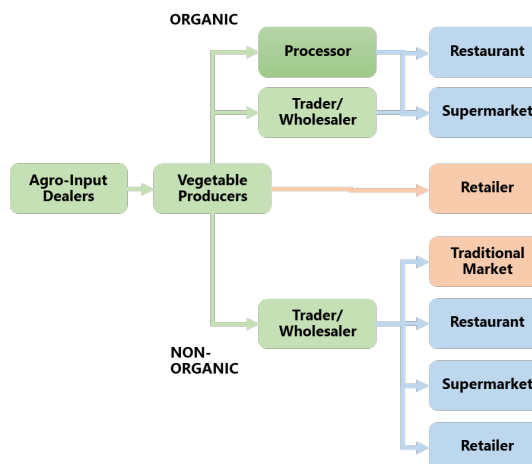 ORGANIC
Processor
Restaurant
Trader/
Wholesaler
Supermarket
Agro-Input
Dealers
Vegetable
Producers
Retailer
Traditional
Market
Trader/
Wholesaler
Restaurant
NON-
ORGANIC
Supermarket
Retailer